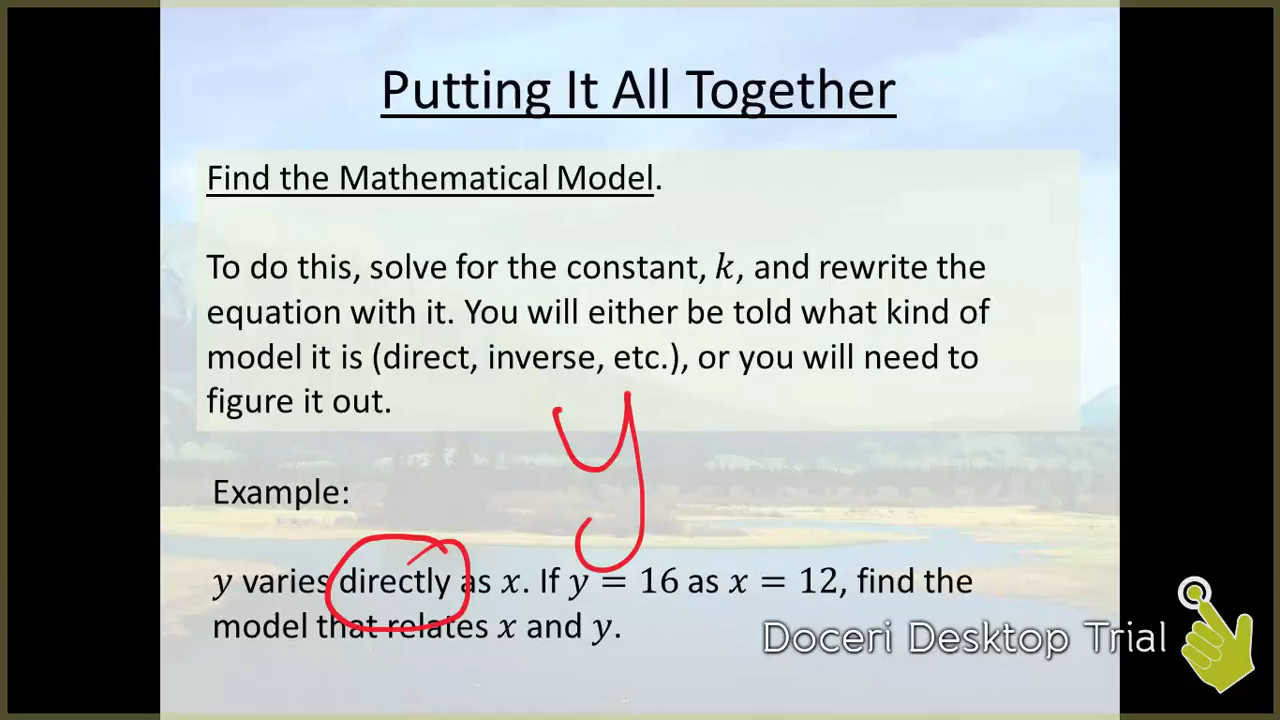 Putting It All Together
Find the Mathematical Model.
To do this, solve for the constant, k, and rewrite the
equation with it. You will either be told what kind of
model it is (direct, inverse, etc.), or you will need to
figure it out.
y
Example:
y varies directly as x. If y = 16 as x = 12, find the
model that relates x and y.
Doceri Desktop Trial